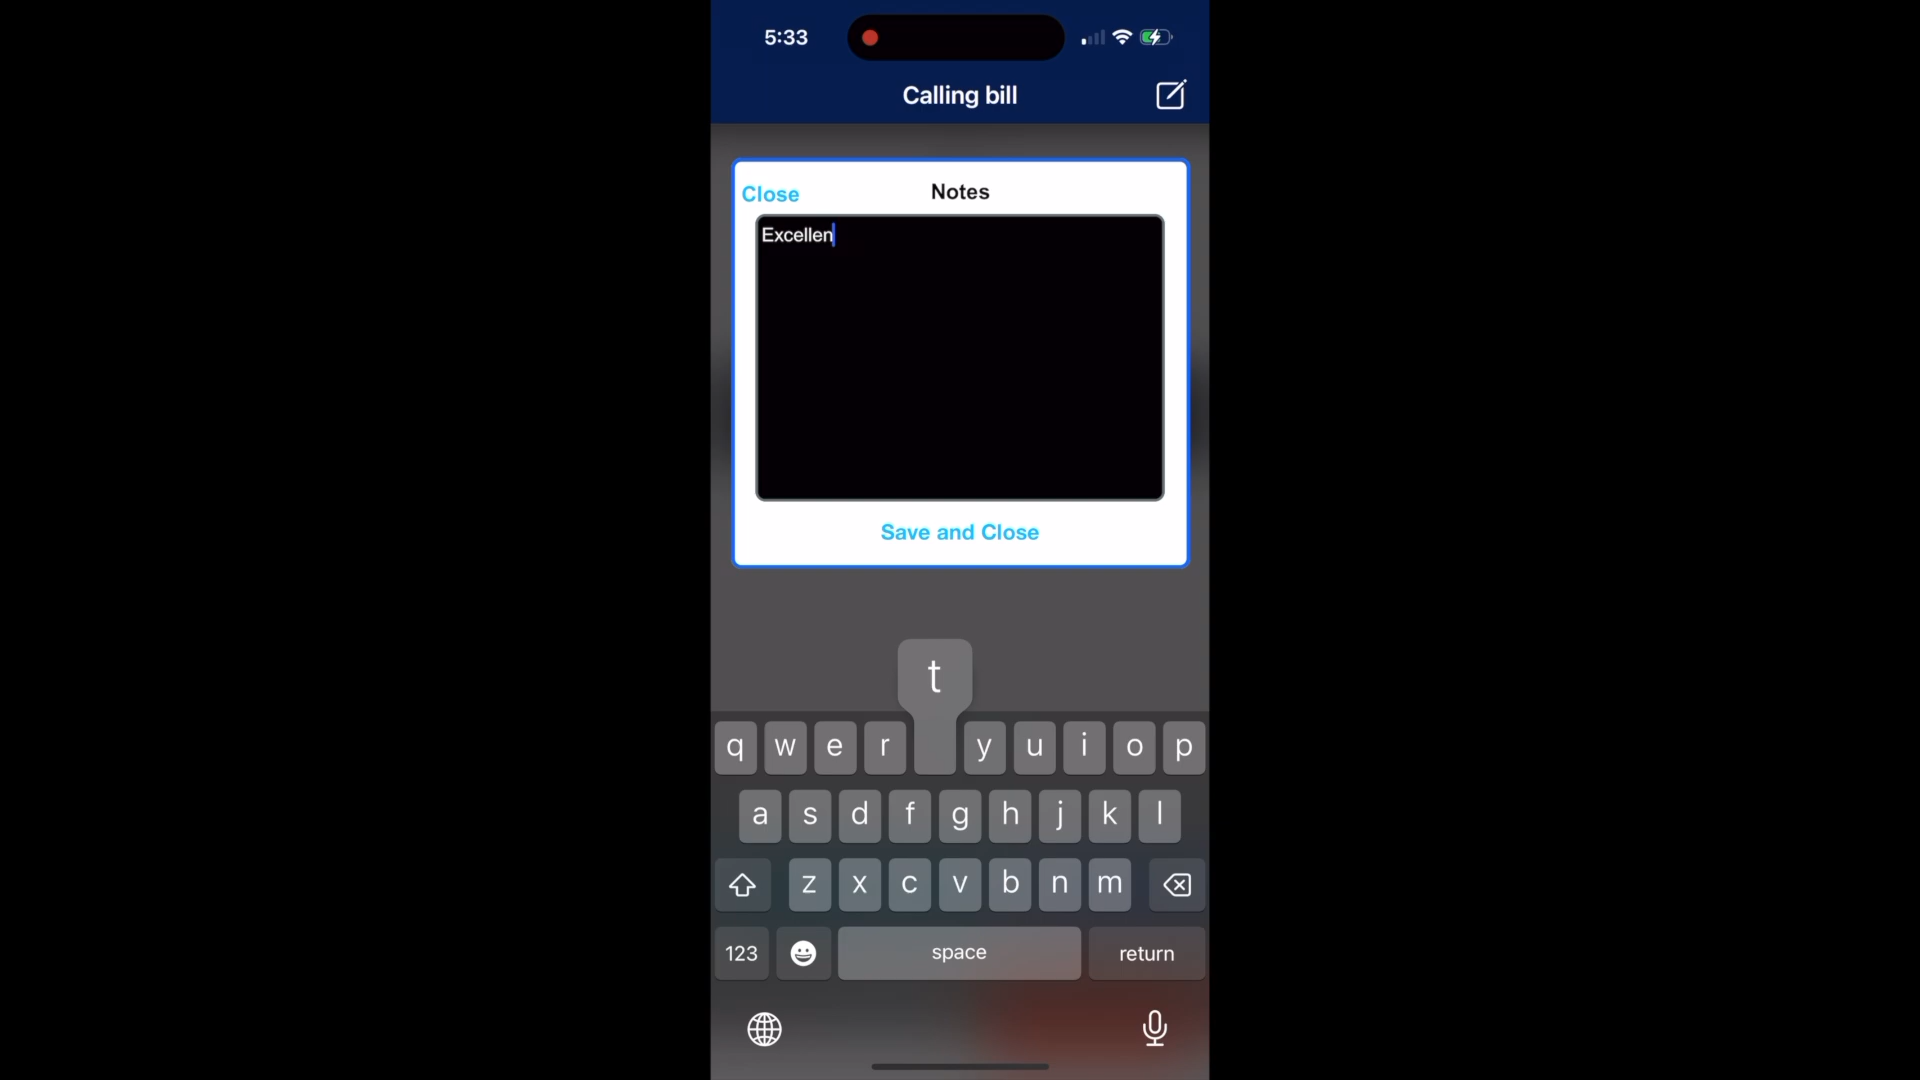 5:33
Calling bill
Close
Notes
Excellen
Save and Close
t
q w e r y u i o p
a s d f g h j k l
z x c v b n m
123 space return